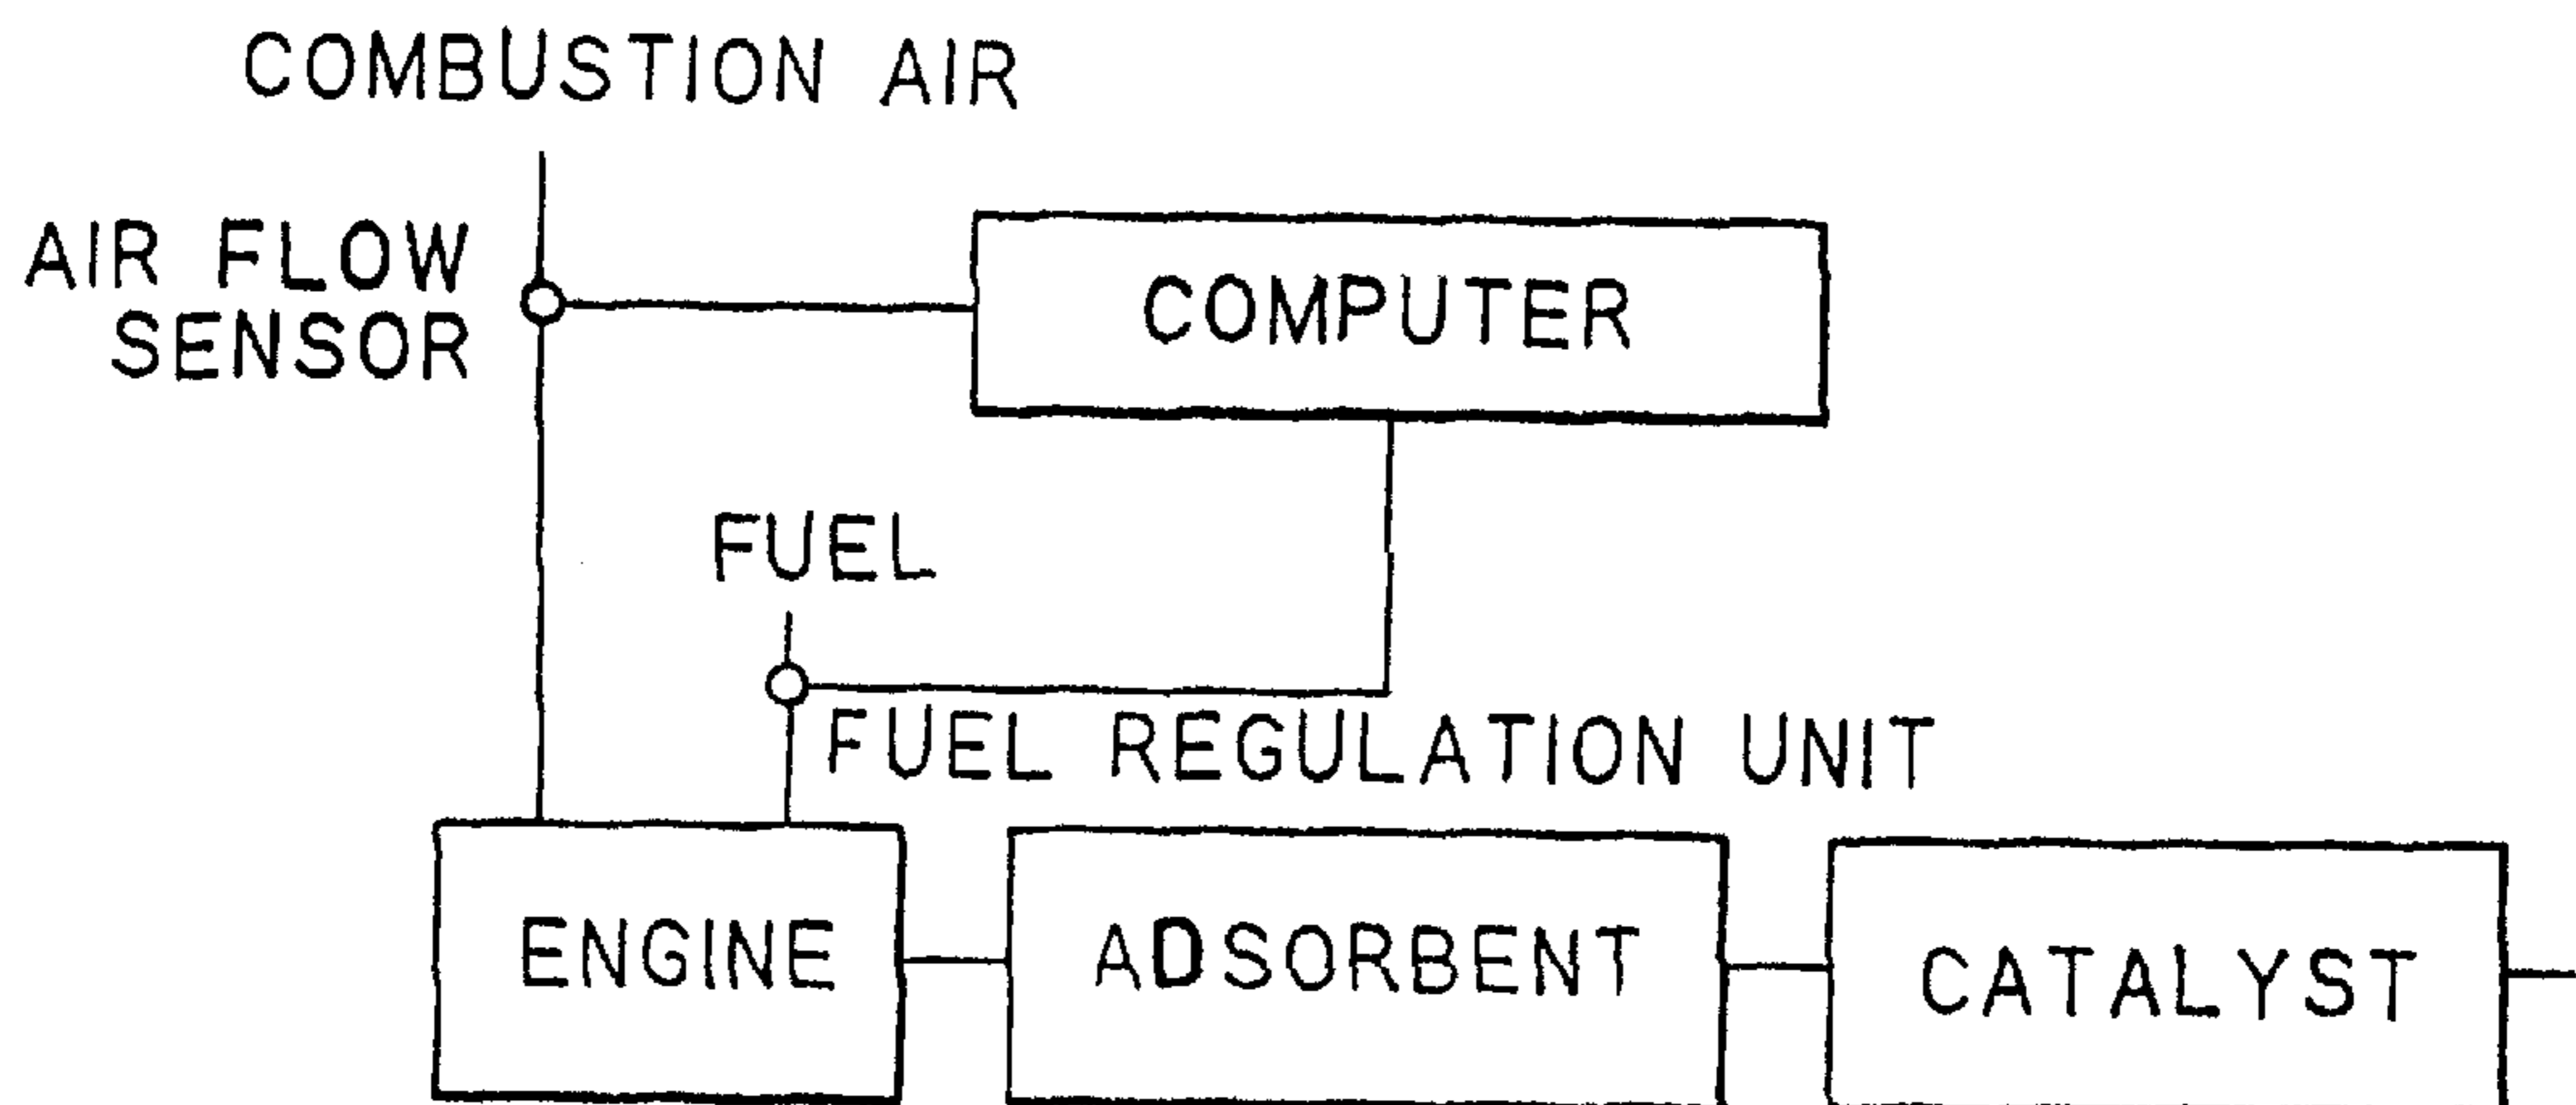 COMBUSTION AIR
AIR FLOW
SENSOR
COMPUTER
FUEL
FUEL REGULATION UNIT
ENGINE
ADSORBENT
CATALYST